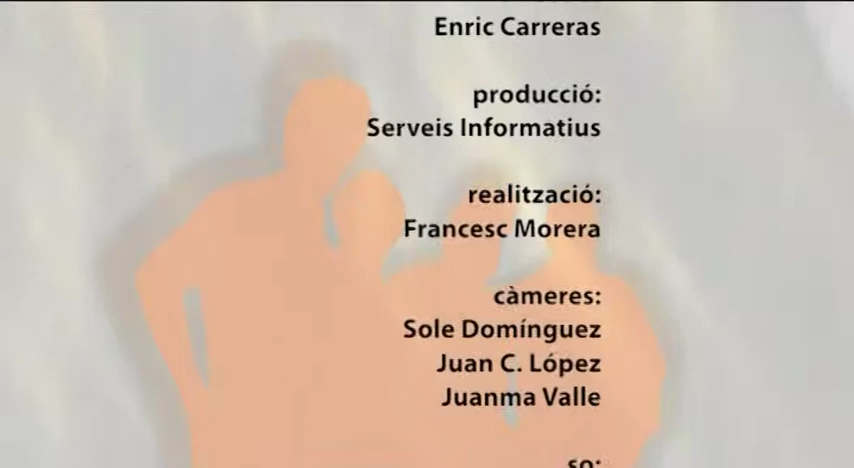 Enric Carreras
producció:
Serveis Informatius
realització:
Francesc Morera
càmeres:
Sole Domínguez
Juan C. López
Juanma Valle
so: